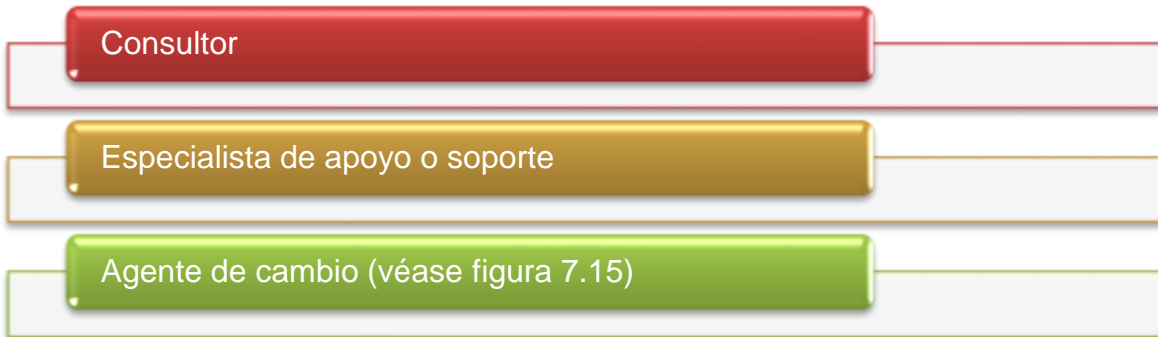 Consultor
Especialista de apoyo o soporte
Agente de cambio (véase figura 7.15)